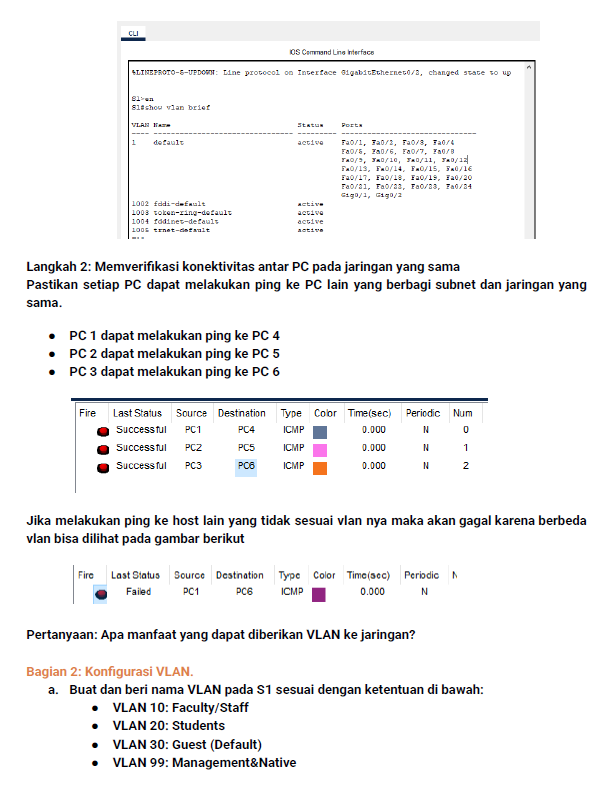 CLI
IOS Command Line Interface
%LINEPROTO-5-UPDOWN: Line protocol on Interface GigabitEthernet0/2, changed state to up
S1>en
S1#show vlan brief
VLAN Name Status Ports
---- -------------------------------- --------- -------------------------------
1 default active Fa0/1, Fa0/2, Fa0/3, Fa0/4
Fa0/5, Fa0/6, Fa0/7, Fa0/8
Fa0/9, Fa0/10, Fa0/11, Fa0/12
Fa0/13, Fa0/14, Fa0/15, Fa0/16
Fa0/17, Fa0/18, Fa0/19, Fa0/20
Fa0/21, Fa0/22, Fa0/23, Fa0/24
Gig0/1, Gig0/2
1002 fddi-default active
1003 token-ring-default active
1004 fddinet-default active
1005 trnet-default active
Langkah 2: Memverifikasi konektivitas antar PC pada jaringan yang sama
Pastikan setiap PC dapat melakukan ping ke PC lain yang berbagi subnet dan jaringan yang
sama.
● PC 1 dapat melakukan ping ke PC 4
● PC 2 dapat melakukan ping ke PC 5
● PC 3 dapat melakukan ping ke PC 6
Fire Last Status Source Destination Type Color Time(sec) Periodic Num
Successful PC1 PC4 ICMP 0.000 N 0
Successful PC2 PC5 ICMP 0.000 N 1
Successful PC3 PC6 ICMP 0.000 N 2
Jika melakukan ping ke host lain yang tidak sesuai vlan nya maka akan gagal karena berbeda
vlan bisa dilihat pada gambar berikut
Fire Last Status Source Destination Type Color Time(sec) Periodic N
Failed PC1 PC6 ICMP 0.000 N
Pertanyaan: Apa manfaat yang dapat diberikan VLAN ke jaringan?
Bagian 2: Konfigurasi VLAN.
a. Buat dan beri nama VLAN pada S1 sesuai dengan ketentuan di bawah:
● VLAN 10: Faculty/Staff
● VLAN 20: Students
● VLAN 30: Guest (Default)
● VLAN 99: Management&Native